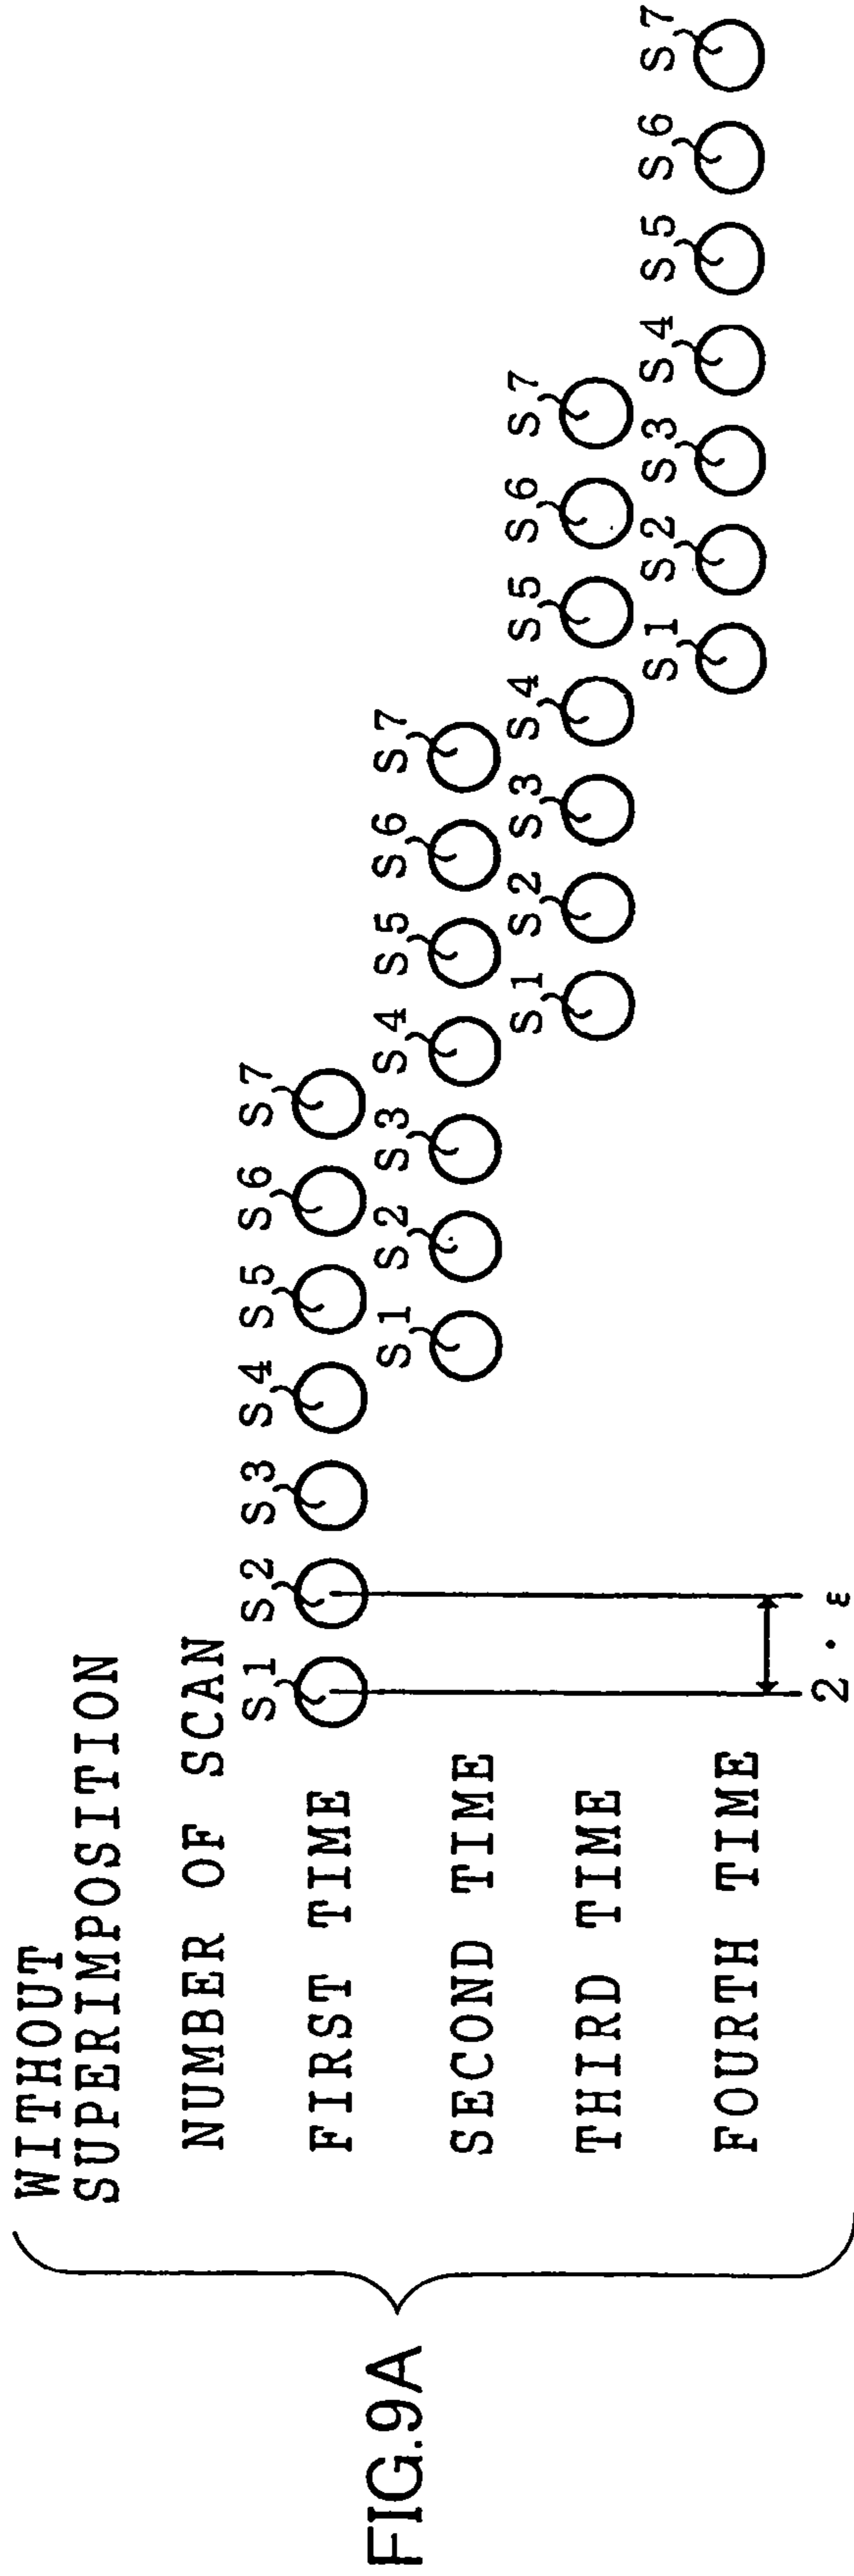 FIG.9A
WITHOUT
SUPERIMPOSITION
NUMBER OF SCAN
FIRST TIME
S1 S2 S3 S4 S5 S6 S7
SECOND TIME
S1 S2 S3 S4 S5 S6 S7
THIRD TIME
S1 S2 S3 S4 S5 S6 S7
FOURTH TIME
S1 S2 S3 S4 S5 S6 S7
2・ε